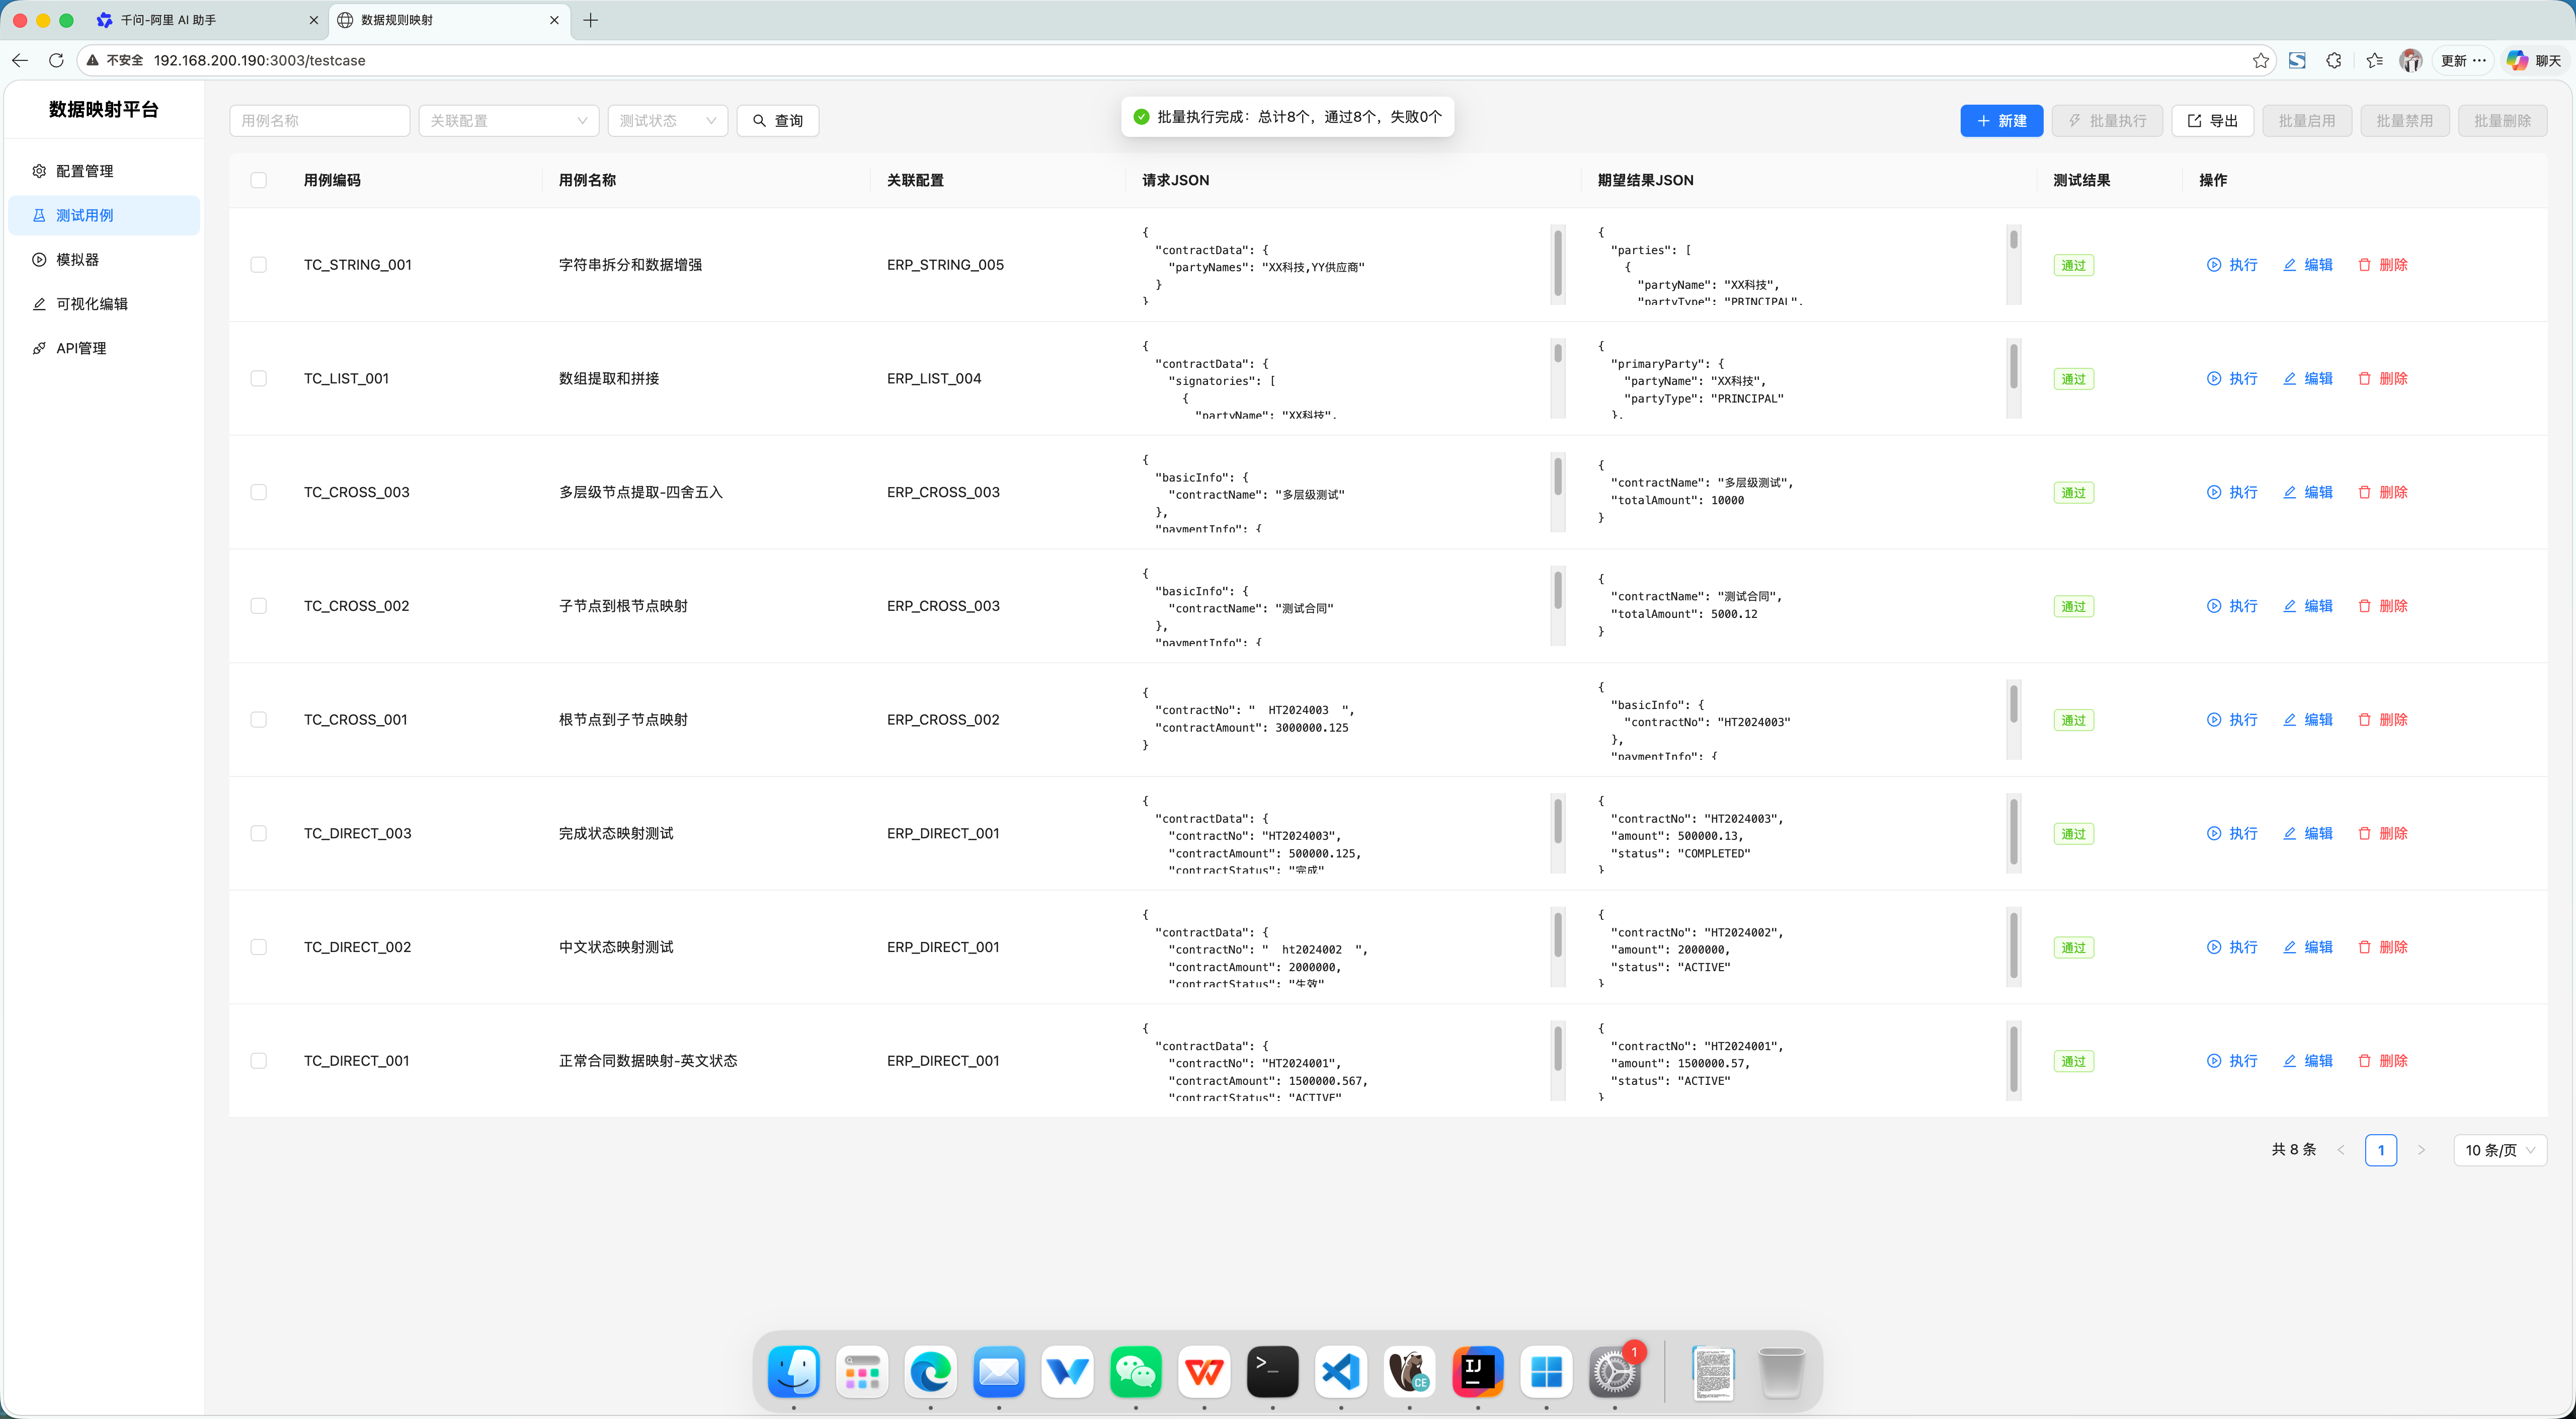 千问-阿里 AI 助手
数据规则映射
不安全 192.168.200.190:3003/testcase
更新
聊天
数据映射平台
配置管理
测试用例
模拟器
可视化编辑
API管理
用例名称 关联配置 测试状态 查询
批量执行完成：总计8个，通过8个，失败0个
新建 批量执行 导出 批量启用 批量禁用 批量删除
用例编码 用例名称 关联配置 请求JSON 期望结果JSON 测试结果 操作
TC_STRING_001 字符串拆分和数据增强 ERP_STRING_005
{
"contractData": {
"partyNames": "XX科技,YY供应商"
}
}
{
"parties": [
{
"partyName": "XX科技",
"partyType": "PRINCIPAL",
通过 执行 编辑 删除
TC_LIST_001 数组提取和拼接 ERP_LIST_004
{
"contractData": {
"signatories": [
{
"partyName": "XX科技",
{
"primaryParty": {
"partyName": "XX科技",
"partyType": "PRINCIPAL"
},
通过 执行 编辑 删除
TC_CROSS_003 多层级节点提取-四舍五入 ERP_CROSS_003
{
"basicInfo": {
"contractName": "多层级测试"
},
"paymentInfo": {
{
"contractName": "多层级测试",
"totalAmount": 10000
}
通过 执行 编辑 删除
TC_CROSS_002 子节点到根节点映射 ERP_CROSS_003
{
"basicInfo": {
"contractName": "测试合同"
},
"paymentInfo": {
{
"contractName": "测试合同",
"totalAmount": 5000.12
}
通过 执行 编辑 删除
TC_CROSS_001 根节点到子节点映射 ERP_CROSS_002
{
"contractNo": "  HT2024003  ",
"contractAmount": 3000000.125
}
{
"basicInfo": {
"contractNo": "HT2024003"
},
"paymentInfo": {
通过 执行 编辑 删除
TC_DIRECT_003 完成状态映射测试 ERP_DIRECT_001
{
"contractData": {
"contractNo": "HT2024003",
"contractAmount": 500000.125,
"contractStatus": "完成"
{
"contractNo": "HT2024003",
"amount": 500000.13,
"status": "COMPLETED"
}
通过 执行 编辑 删除
TC_DIRECT_002 中文状态映射测试 ERP_DIRECT_001
{
"contractData": {
"contractNo": "  ht2024002  ",
"contractAmount": 2000000,
"contractStatus": "生效"
{
"contractNo": "HT2024002",
"amount": 2000000,
"status": "ACTIVE"
}
通过 执行 编辑 删除
TC_DIRECT_001 正常合同数据映射-英文状态 ERP_DIRECT_001
{
"contractData": {
"contractNo": "HT2024001",
"contractAmount": 1500000.567,
"contractStatus": "ACTIVE"
{
"contractNo": "HT2024001",
"amount": 1500000.57,
"status": "ACTIVE"
}
通过 执行 编辑 删除
共 8 条 1 10 条/页
CE
IJ
1